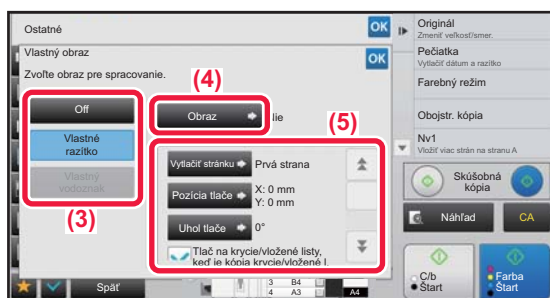 Ostatné
OK
Vlastný obraz
OK
Zvoľte obraz pre spracovanie.
(4)
Off
Vlastné
razítko
Vlastný
vodoznak
(3)
Obraz
lie
(5)
Vytlačiť stránku
Prvá strana
Pozícia tlače
X: 0 mm
Y: 0 mm
Uhol tlače
0°
Tlač na krycie/vložené listy,
keď je kópia krycie/vložené l.
Späť
3 B4
4 A3
A4
Originál
Zmeniť veľkosť/smer.
Pečiatka
Vytlačiť dátum a razítko
Farebný režim
Obojstr. kópia
Nv1
Vložiť viac strán na stranu A
Skúšobná
kópia
Náhľad
CA
C/b
Štart
Farba
Štart